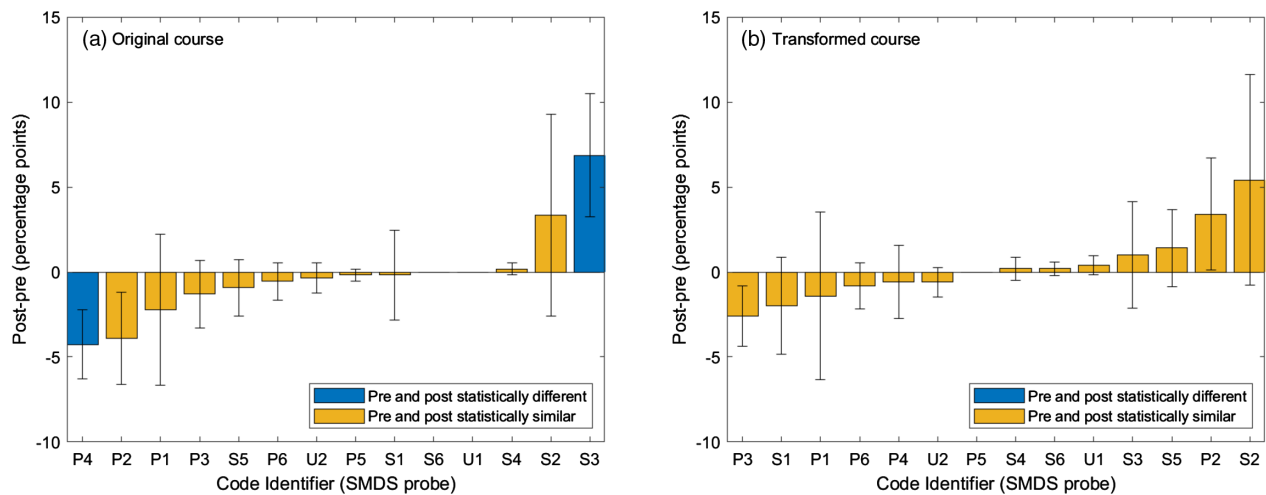 (a) Original course
15
10
5
0
-5
-10
Post-pre (percentage points)
Pre and post statistically different
Pre and post statistically similar
P4 P2 P1 P3 S5 P6 U2 P5 S1 S6 U1 S4 S2 S3
Code Identifier (SMDS probe)
(b) Transformed course
15
10
5
0
-5
-10
Post-pre (percentage points)
Pre and post statistically different
Pre and post statistically similar
P3 S1 P1 P6 P4 U2 P5 S4 S6 U1 S3 S5 P2 S2
Code Identifier (SMDS probe)